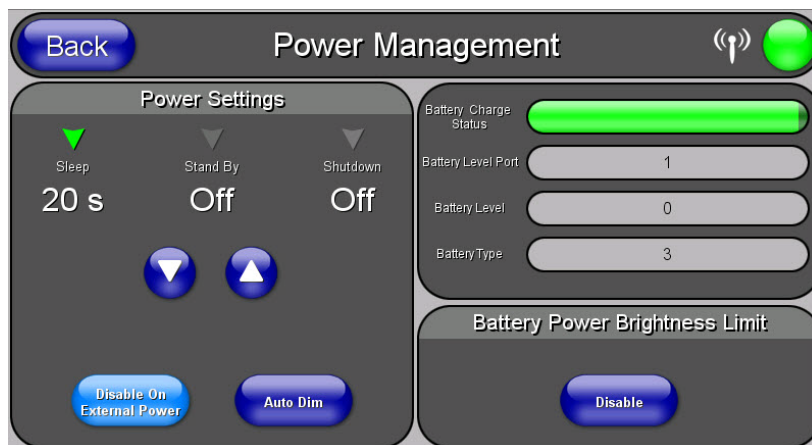 Back
Power Management
Power Settings
Sleep
Stand By
Shutdown
20 s
Off
Off
Disable On
External Power
Auto Dim
Battery Charge
Status
Battery Level Port
1
Battery Level
0
Battery Type
3
Battery Power Brightness Limit
Disable